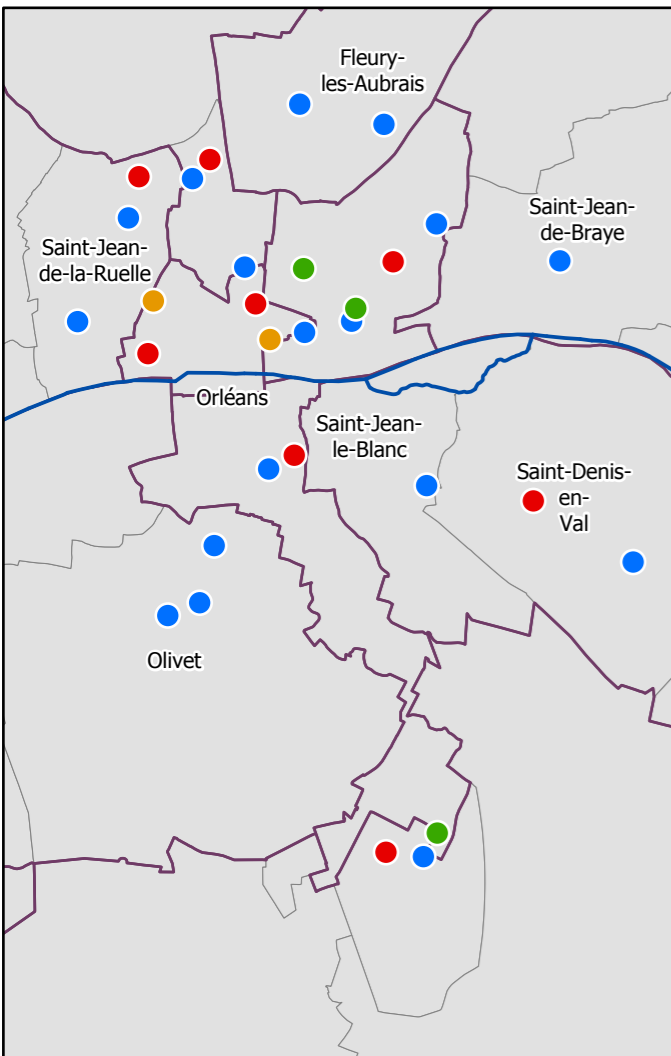 Fleury-
les-Aubrais
Saint-Jean-
de-Braye
Saint-Jean-
de-la-Ruelle
Orléans
Saint-Jean-
le-Blanc
Saint-Denis-
en-
Val
Olivet